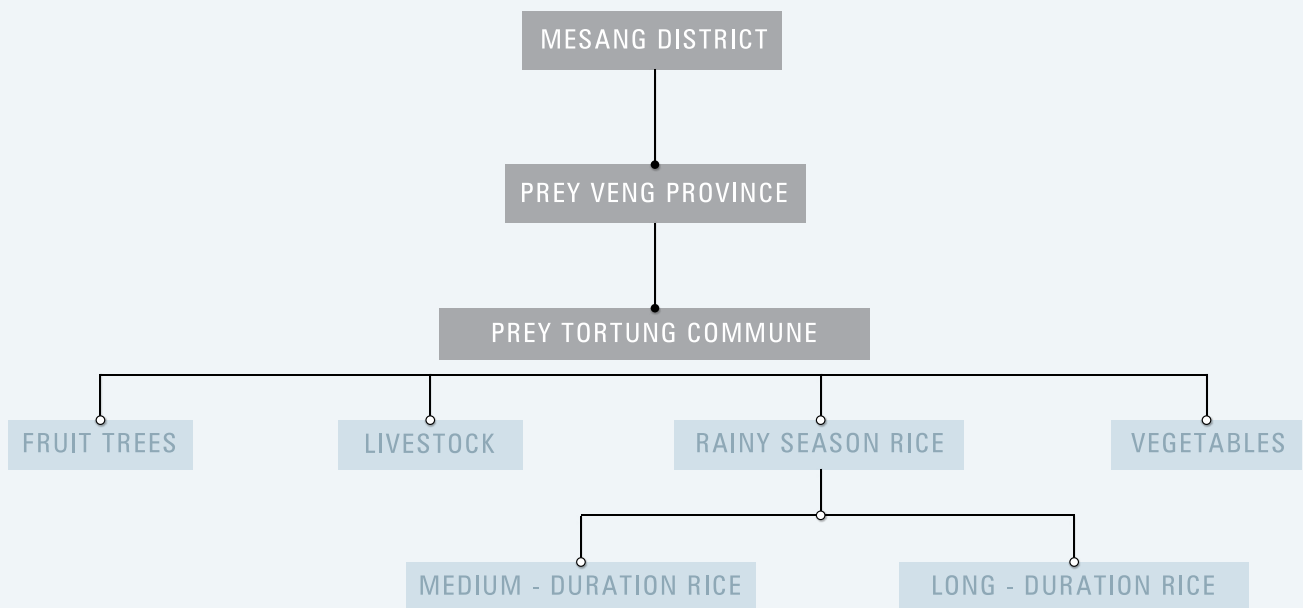 MESANG DISTRICT
PREY VENG PROVINCE
PREY TORTUNG COMMUNE
FRUIT TREES
LIVESTOCK
RAINY SEASON RICE
VEGETABLES
MEDIUM - DURATION RICE
LONG - DURATION RICE